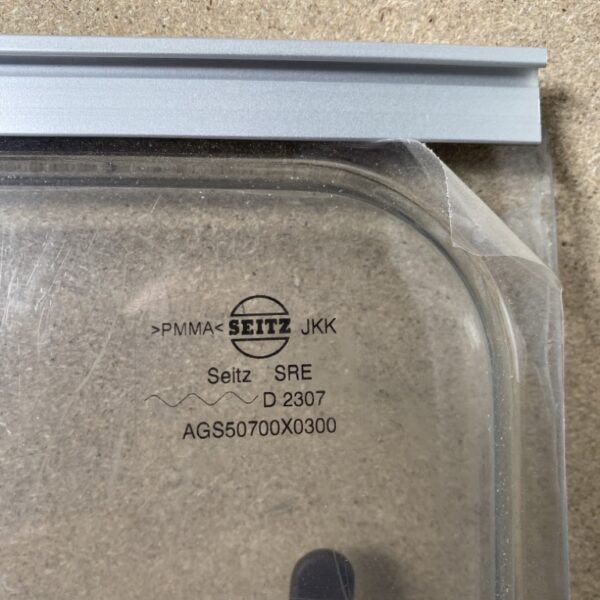 >PMMA< SEITZ JKK
Seitz SRE
D 2307
AGS50700X0300